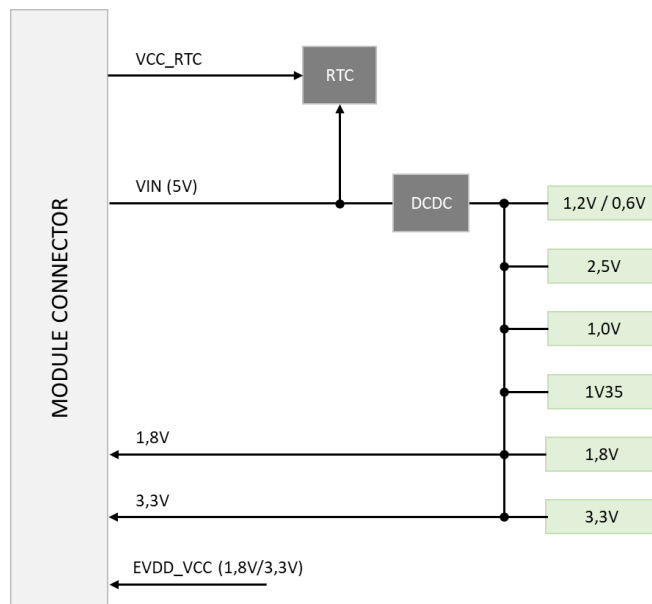 VCC_RTC
RTC
VIN (5V)
DCDC
1,2V / 0,6V
2,5V
MODULE CONNECTOR
1,0V
1V35
1,8V
1,8V
3,3V
3,3V
EVDD_VCC (1,8V/3,3V)